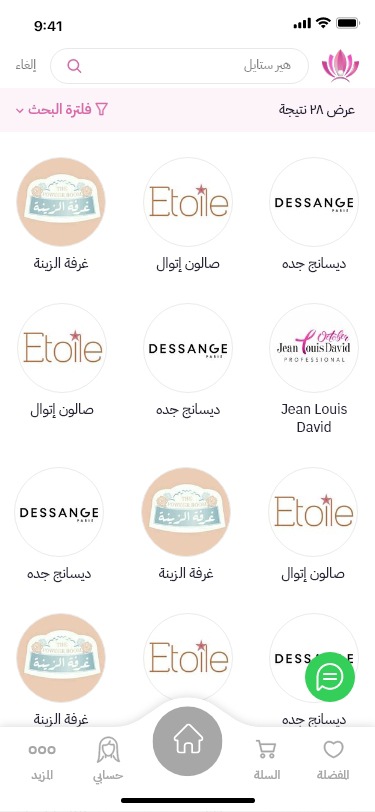 9:41
هير ستايل
إلغاء
عرض ٢٨ نتيجة
فلترة البحث
DESSANGE
PARIS
Etoile
THE
POWDER ROOM
غرفة الزينة
ديسانج جده
صالون إتوال
غرفة الزينة
October
Jean Louis David
PROFESSIONAL
DESSANGE
PARIS
Etoile
Jean Louis
David
ديسانج جده
صالون إتوال
Etoile
THE
POWDER ROOM
غرفة الزينة
DESSANGE
PARIS
صالون إتوال
غرفة الزينة
ديسانج جده
DESS
Etoile
THE
POWDER ROOM
غرفة الزينة
ديسانج جده
غرفة الزينة
المفضلة
السلة
حسابي
المزيد